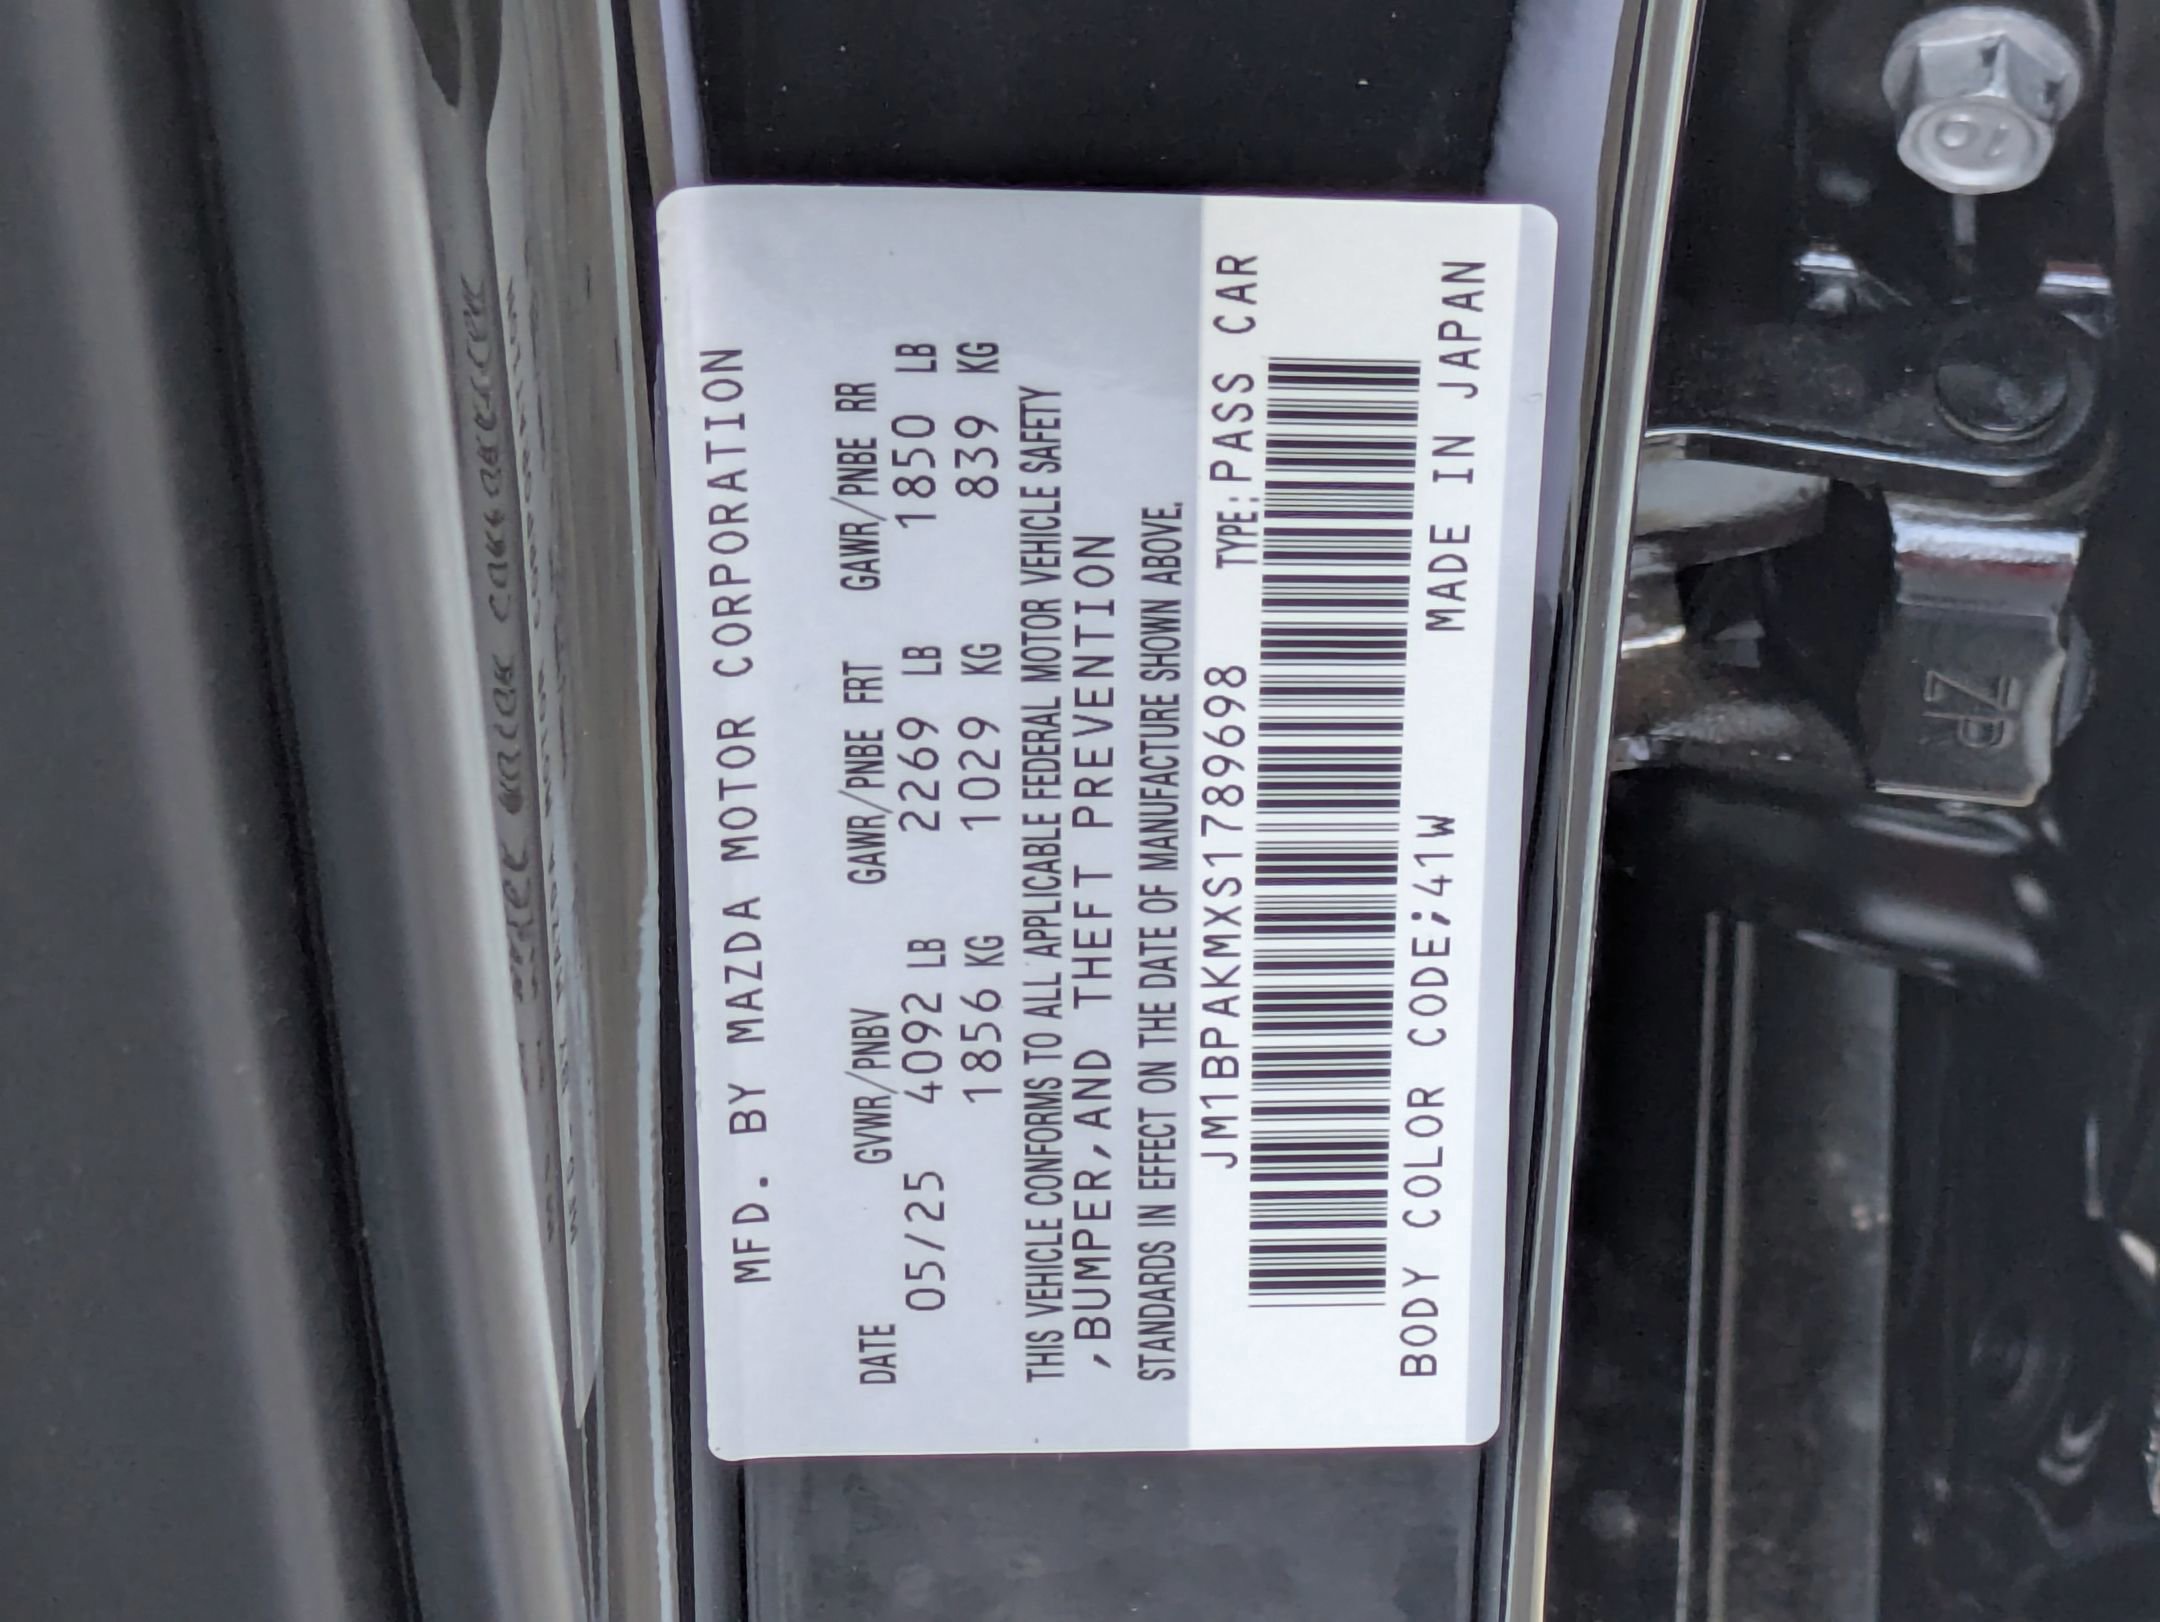 MFD. BY MAZDA MOTOR CORPORATION
DATE GVWR/PNBV GAWR/PNBE FRT GAWR/PNBE RR
05/25 4092 LB 2269 LB 1850 LB
1856 KG 1029 KG 839 KG
THIS VEHICLE CONFORMS TO ALL APPLICABLE FEDERAL MOTOR VEHICLE SAFETY
,BUMPER,AND THEFT PREVENTION
STANDARDS IN EFFECT ON THE DATE OF MANUFACTURE SHOWN ABOVE.
JM1BPAKMXS1789698 TYPE:PASS CAR
BODY COLOR CODE;41W MADE IN JAPAN
10
ZR